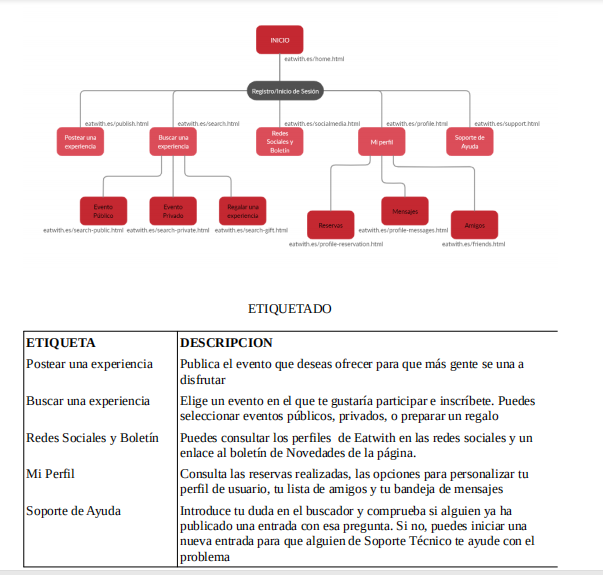 INICIO
eatwith.es/home.html
Registro/Inicio de Sesión
eatwith.es/publish.html
eatwith.es/search.html
eatwith.es/socialmedia.html
eatwith.es/profile.html
eatwith.es/support.html
Postear una
experiencia
Buscar una
experiencia
Redes
Sociales y
Boletín
Mi perfil
Soporte de
Ayuda
Evento
Público
Evento
Privado
Regalar una
experiencia
Reservas
Mensajes
Amigos
eatwith.es/search-public.html
eatwith.es/search-private.html
eatwith.es/search-gift.html
eatwith.es/profile-messages.html
eatwith.es/profile-reservation.html
eatwith.es/friends.html
ETIQUETADO
ETIQUETA
DESCRIPCION
Postear una experiencia
Publica el evento que deseas ofrecer para que más gente se una a
disfrutar
Buscar una experiencia
Elige un evento en el que te gustaría participar e inscríbete. Puedes
seleccionar eventos públicos, privados, o preparar un regalo
Redes Sociales y Boletín
Puedes consultar los perfiles  de Eatwith en las redes sociales y un
enlace al boletín de Novedades de la página.
Mi Perfil
Consulta las reservas realizadas, las opciones para personalizar tu
perfil de usuario, tu lista de amigos y tu bandeja de mensajes
Soporte de Ayuda
Introduce tu duda en el buscador y comprueba si alguien ya ha
publicado una entrada con esa pregunta. Si no, puedes iniciar una
nueva entrada para que alguien de Soporte Técnico te ayude con el
problema